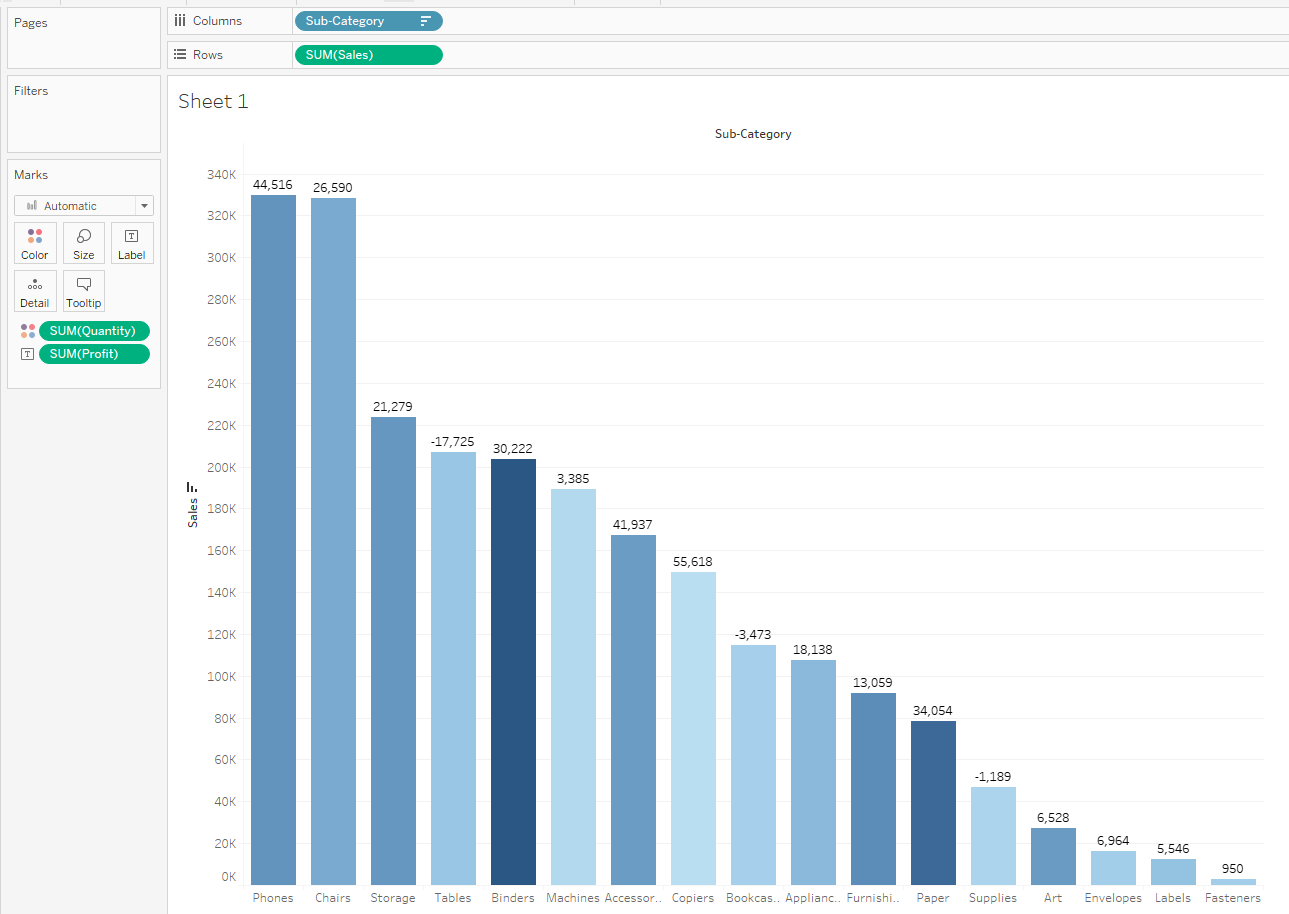 Pages
Columns
Sub-Category
Rows
SUM(Sales)
Filters
Marks
Automatic
Color
Size
Label
Detail
Tooltip
SUM(Quantity)
SUM(Profit)
Sheet 1
Sub-Category
Sales
340K
320K
300K
280K
260K
240K
220K
200K
180K
160K
140K
120K
100K
80K
60K
40K
20K
0K
44,516
26,590
21,279
-17,725
30,222
3,385
41,937
55,618
-3,473
18,138
13,059
34,054
-1,189
6,528
6,964
5,546
950
Phones
Chairs
Storage
Tables
Binders
Machines
Accessor..
Copiers
Bookcas..
Applianc..
Furnishi..
Paper
Supplies
Art
Envelopes
Labels
Fasteners